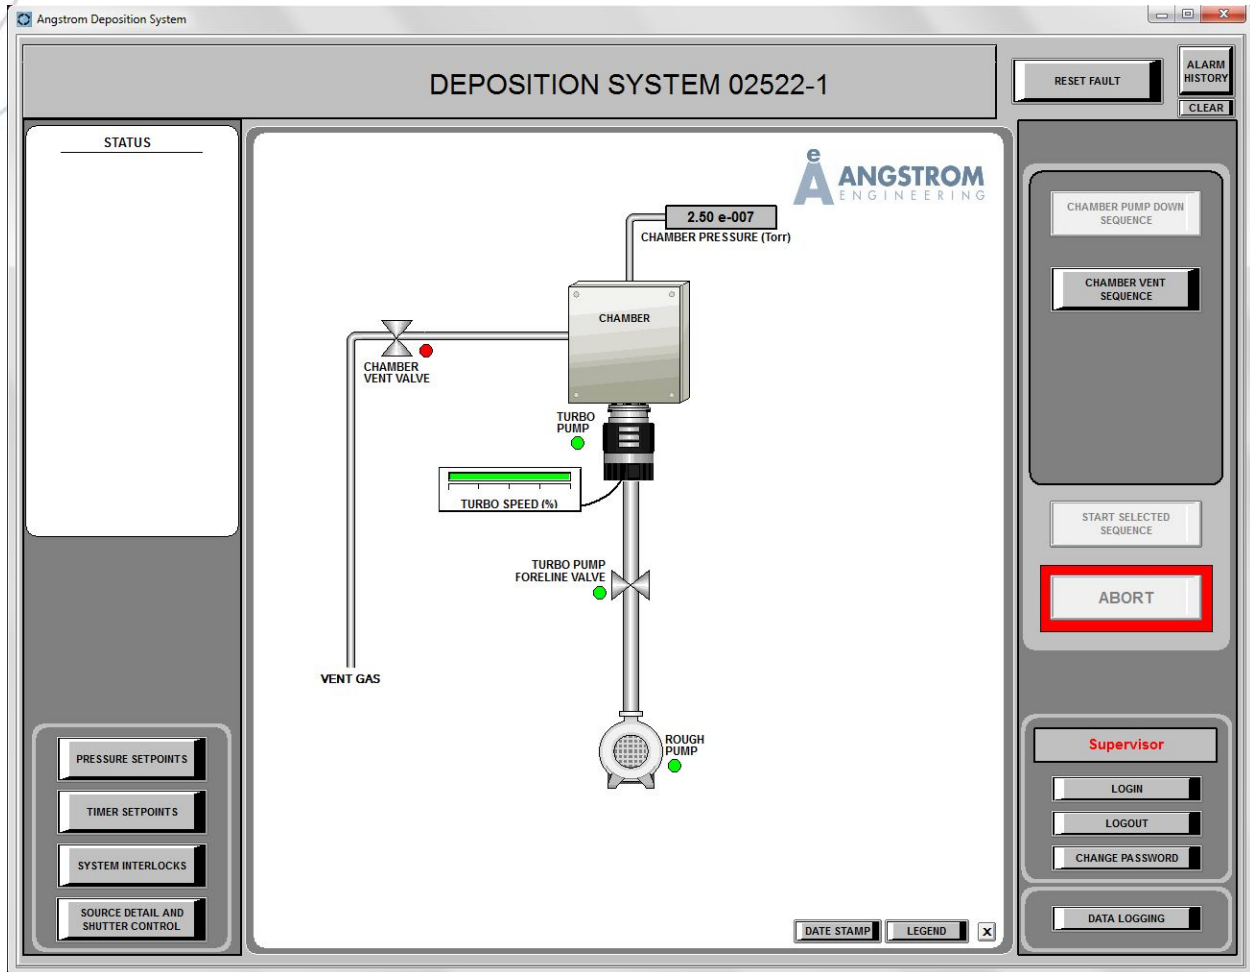 Angstrom Deposition System
DEPOSITION SYSTEM 02522-1
RESET FAULT
ALARM
HISTORY
CLEAR
STATUS
e
Å ANGSTROM
ENGINEERING
2.50 e-007
CHAMBER PRESSURE (Torr)
CHAMBER
CHAMBER
VENT VALVE
TURBO
PUMP
TURBO SPEED (%)
TURBO PUMP
FORELINE VALVE
VENT GAS
ROUGH
PUMP
DATE STAMP
LEGEND
X
PRESSURE SETPOINTS
TIMER SETPOINTS
SYSTEM INTERLOCKS
SOURCE DETAIL AND
SHUTTER CONTROL
CHAMBER PUMP DOWN
SEQUENCE
CHAMBER VENT
SEQUENCE
START SELECTED
SEQUENCE
ABORT
Supervisor
LOGIN
LOGOUT
CHANGE PASSWORD
DATA LOGGING